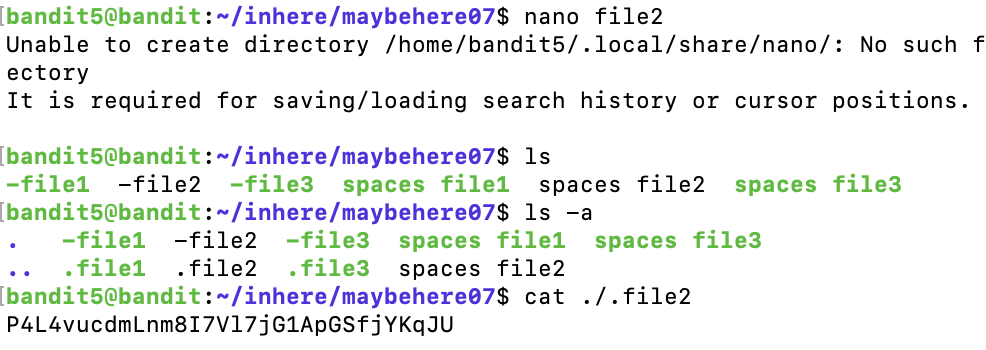 [bandit5@bandit:~/inhere/maybehere07$ nano file2
Unable to create directory /home/bandit5/.local/share/nano/: No such f
ectory
It is required for saving/loading search history or cursor positions.
[bandit5@bandit:~/inhere/maybehere07$ ls
-file1  -file2  -file3  spaces file1  spaces file2  spaces file3
[bandit5@bandit:~/inhere/maybehere07$ ls -a
.   -file1  -file2  -file3  spaces file1  spaces file3
..  .file1  .file2  .file3  spaces file2
[bandit5@bandit:~/inhere/maybehere07$ cat ./.file2
P4L4vucdmLnm8I7Vl7jG1ApGSfjYKqJU